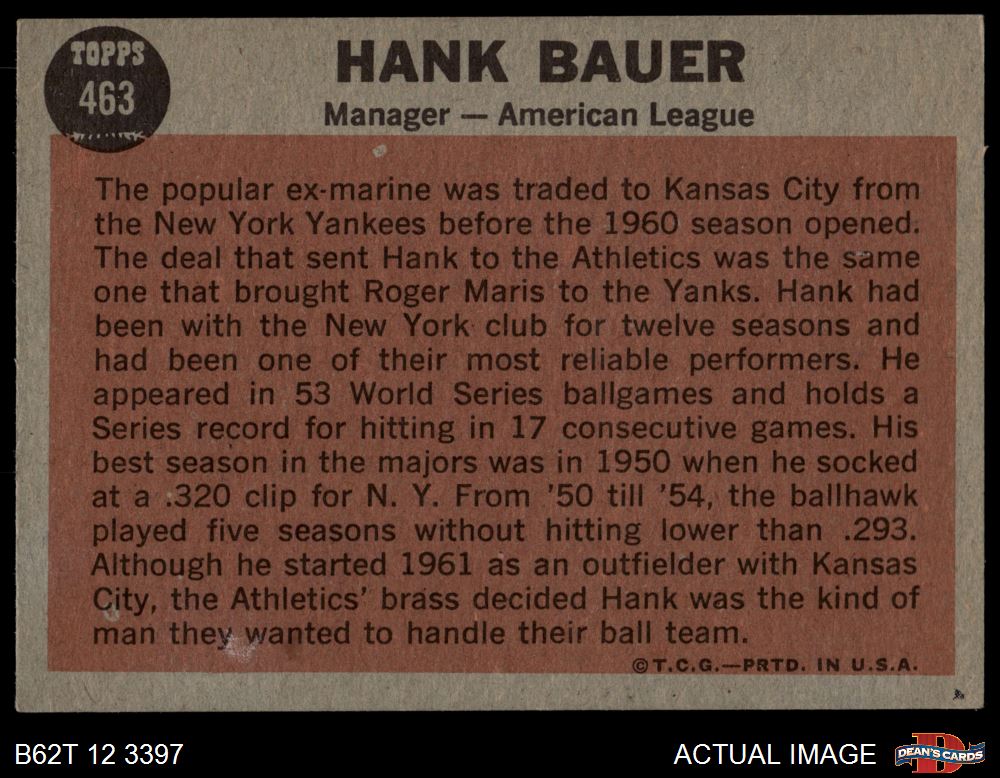 TOPPS
463
HANK BAUER
Manager — American League
The popular ex-marine was traded to Kansas City from
the New York Yankees before the 1960 season opened.
The deal that sent Hank to the Athletics was the same
one that brought Roger Maris to the Yanks. Hank had
been with the New York club for twelve seasons and
had been one of their most reliable performers. He
appeared in 53 World Series ballgames and holds a
Series record for hitting in 17 consecutive games. His
best season in the majors was in 1950 when he socked
at a .320 clip for N. Y. From '50 till '54, the ballhawk
played five seasons without hitting lower than .293.
Although he started 1961 as an outfielder with Kansas
City, the Athletics' brass decided Hank was the kind of
man they wanted to handle their ball team.
©T.C.G.—PRTD. IN U.S.A.
B62T 12 3397
ACTUAL IMAGE
D
DEAN'S CARDS